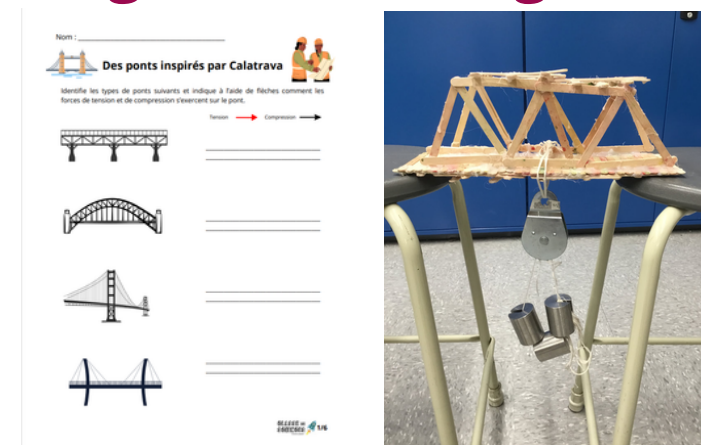 Nom :
Des ponts inspirés par Calatrava
Identifie les types de ponts suivants et indique à l'aide de flèches comment les
forces de tension et de compression s'exercent sur le pont.
Tension Compression
1/6